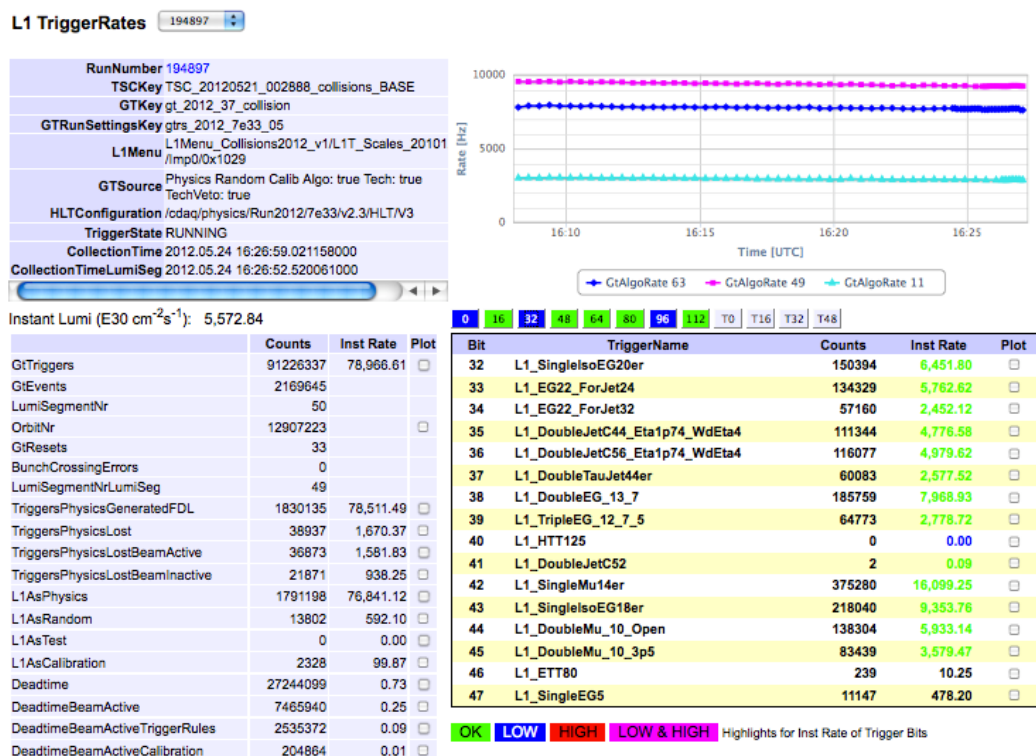 L1 TriggerRates 194897
RunNumber 194897
TSCKey TSC_20120521_002888_collisions_BASE
GTKey gt_2012_37_collision
GTRunSettingsKey gtrs_2012_7e33_05
L1Menu L1Menu_Collisions2012_v1/L1T_Scales_20101
/Imp0/0x1029
GTSource Physics Random Calib Algo: true Tech: true
TechVeto: true
HLTConfiguration /cdaq/physics/Run2012/7e33/v2.3/HLT/V3
TriggerState RUNNING
CollectionTime 2012.05.24 16:26:59.021158000
CollectionTimeLumiSeg 2012.05.24 16:26:52.520061000
10000
5000
0
Rate [Hz]
16:10 16:15 16:20 16:25
Time [UTC]
GtAlgoRate 63 GtAlgoRate 49 GtAlgoRate 11
Instant Lumi (E30 cm-2s-1): 5,572.84
Counts Inst Rate Plot
GtTriggers 91226337 78,966.61
GtEvents 2169645
LumiSegmentNr 50
OrbitNr 12907223
GtResets 33
BunchCrossingErrors 0
LumiSegmentNrLumiSeg 49
TriggersPhysicsGeneratedFDL 1830135 78,511.49
TriggersPhysicsLost 38937 1,670.37
TriggersPhysicsLostBeamActive 36873 1,581.83
TriggersPhysicsLostBeamInactive 21871 938.25
L1AsPhysics 1791198 76,841.12
L1AsRandom 13802 592.10
L1AsTest 0 0.00
L1AsCalibration 2328 99.87
Deadtime 27244099 0.73
DeadtimeBeamActive 7465940 0.25
DeadtimeBeamActiveTriggerRules 2535372 0.09
DeadtimeBeamActiveCalibration 204864 0.01
0 16 32 48 64 80 96 112 T0 T16 T32 T48
Bit TriggerName Counts Inst Rate Plot
32 L1_SingleIsoEG20er 150394 6,451.80
33 L1_EG22_ForJet24 134329 5,762.62
34 L1_EG22_ForJet32 57160 2,452.12
35 L1_DoubleJetC44_Eta1p74_WdEta4 111344 4,776.58
36 L1_DoubleJetC56_Eta1p74_WdEta4 116077 4,979.62
37 L1_DoubleTauJet44er 60083 2,577.52
38 L1_DoubleEG_13_7 185759 7,968.93
39 L1_TripleEG_12_7_5 64773 2,778.72
40 L1_HTT125 0 0.00
41 L1_DoubleJetC52 2 0.09
42 L1_SingleMu14er 375280 16,099.25
43 L1_SingleIsoEG18er 218040 9,353.76
44 L1_DoubleMu_10_Open 138304 5,933.14
45 L1_DoubleMu_10_3p5 83439 3,579.47
46 L1_ETT80 239 10.25
47 L1_SingleEG5 11147 478.20
OK LOW HIGH LOW & HIGH Highlights for Inst Rate of Trigger Bits